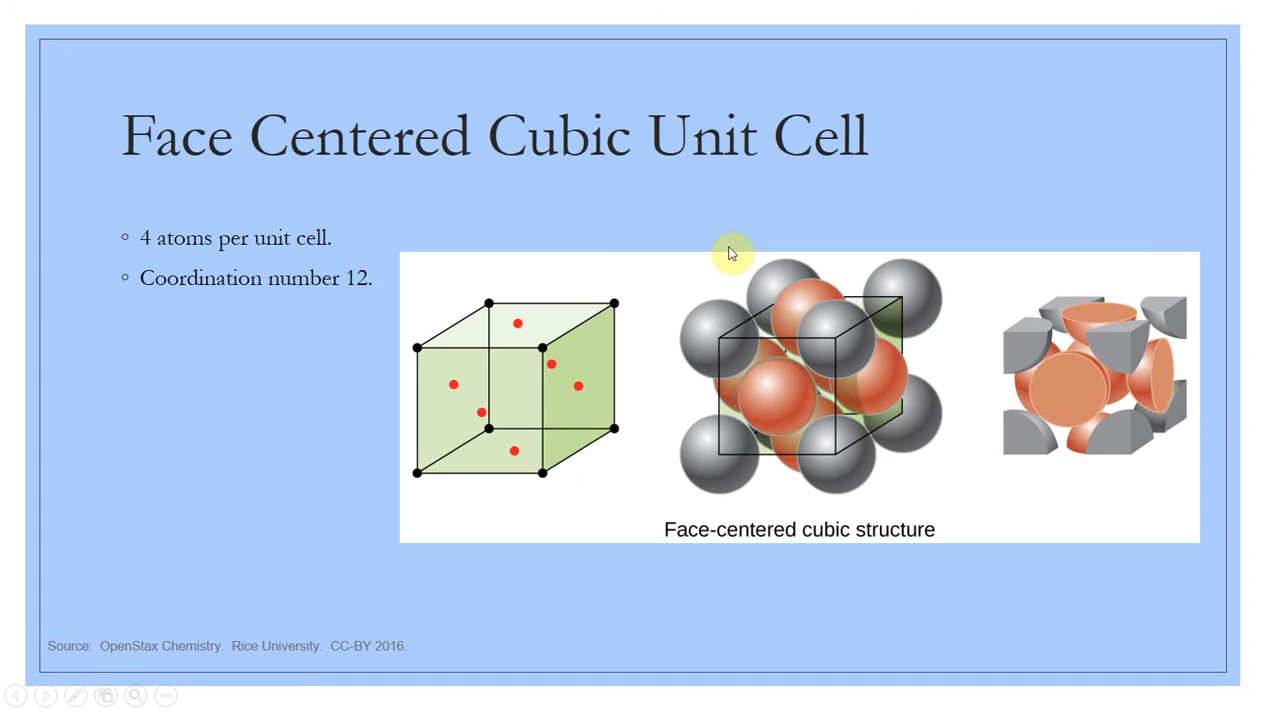 Face Centered Cubic Unit Cell
◦ 4 atoms per unit cell.
◦ Coordination number 12.
Face-centered cubic structure
Source: OpenStax Chemistry. Rice University. CC-BY 2016.